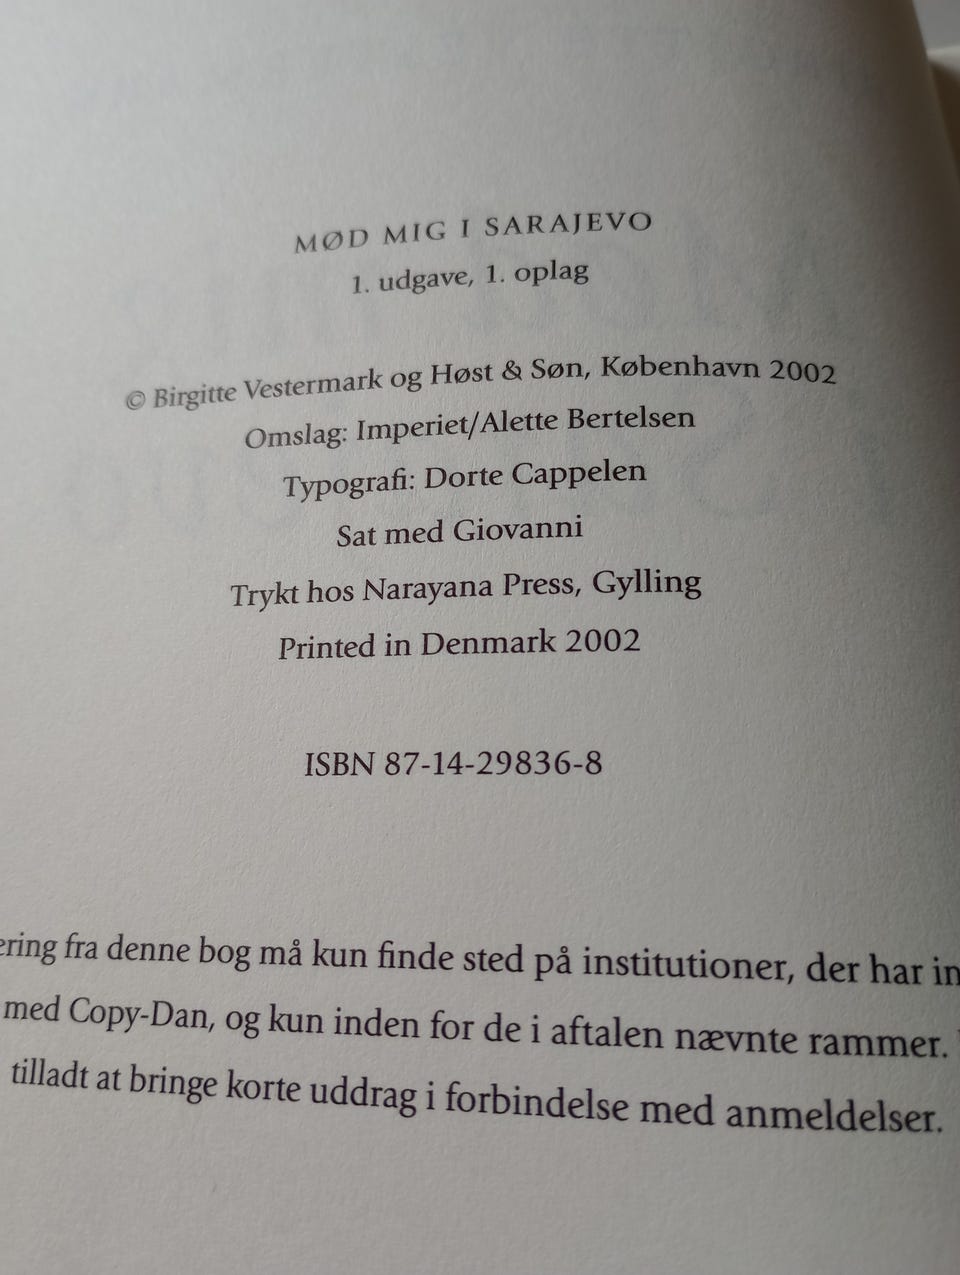 MØD MIG I SARAJEVO
1. udgave, 1. oplag
© Birgitte Vestermark og Høst & Søn, København 2002
Omslag: Imperiet/Alette Bertelsen
Typografi: Dorte Cappelen
Sat med Giovanni
Trykt hos Narayana Press, Gylling
Printed in Denmark 2002
ISBN 87-14-29836-8
ering fra denne bog må kun finde sted på institutioner, der har in
med Copy-Dan, og kun inden for de i aftalen nævnte rammer.
tilladt at bringe korte uddrag i forbindelse med anmeldelser.